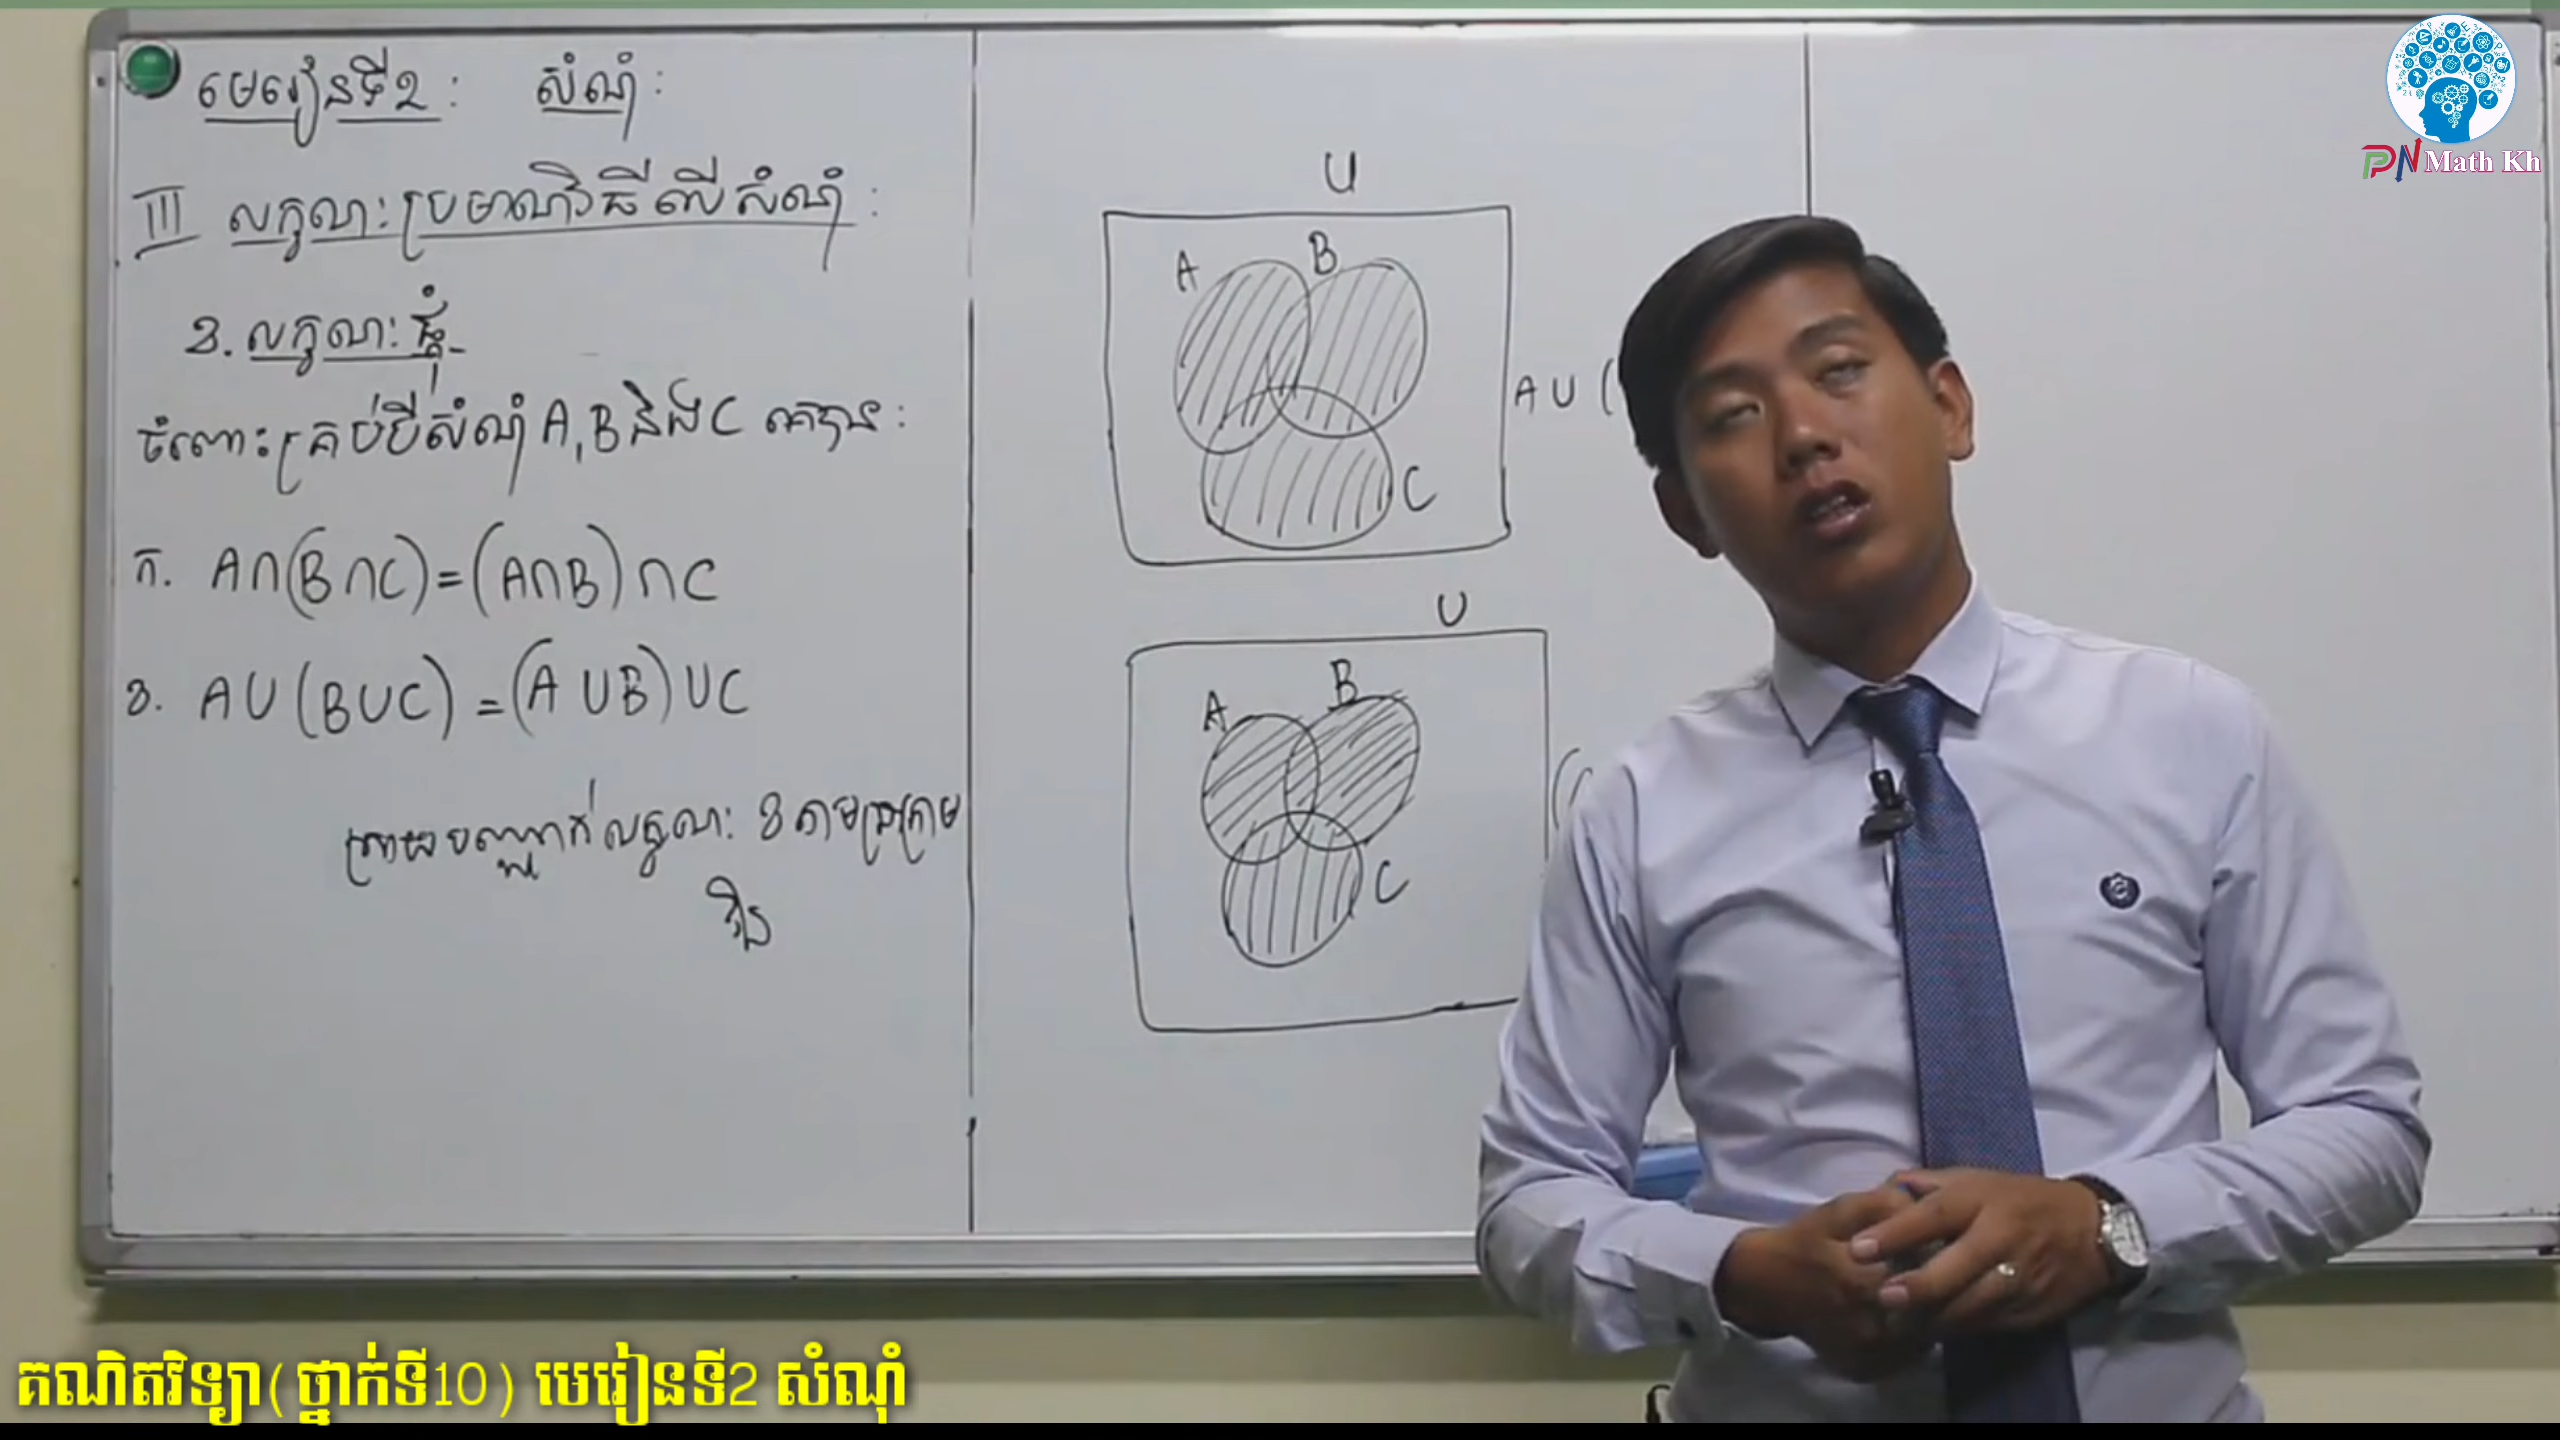 មេរៀនទី២ : សំណុំ :
III លក្ខណៈប្រមាណវិធីលើសំណុំ :
2. លក្ខណៈផ្តុំ
ចំពោះគ្រប់បីសំណុំ A, B និង C គេបាន :
ក. A∩(B∩C)=(A∩B)∩C
ខ. A∪(B∪C)=(A∪B)∪C
បញ្ជាក់លក្ខណៈ ខ តាមដ្យាក្រាម
វ៉ែន
U
A
B
C
A ∪ (
U
A
B
C
PN Math Kh
គណិតវិទ្យា(ថ្នាក់ទី10) មេរៀនទី2 សំណុំ